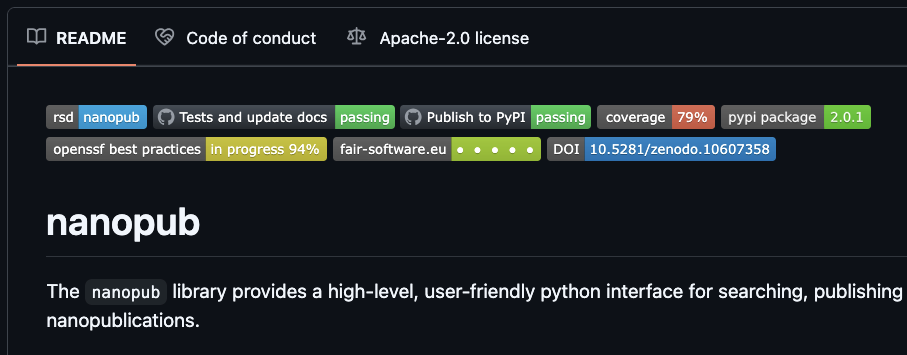 README Code of conduct Apache-2.0 license
rsd nanopub Tests and update docs passing Publish to PyPI passing coverage 79% pypi package 2.0.1
openssf best practices in progress 94% fair-software.eu ● ● ● ● ● DOI 10.5281/zenodo.10607358
nanopub
The nanopub library provides a high-level, user-friendly python interface for searching, publishing
nanopublications.